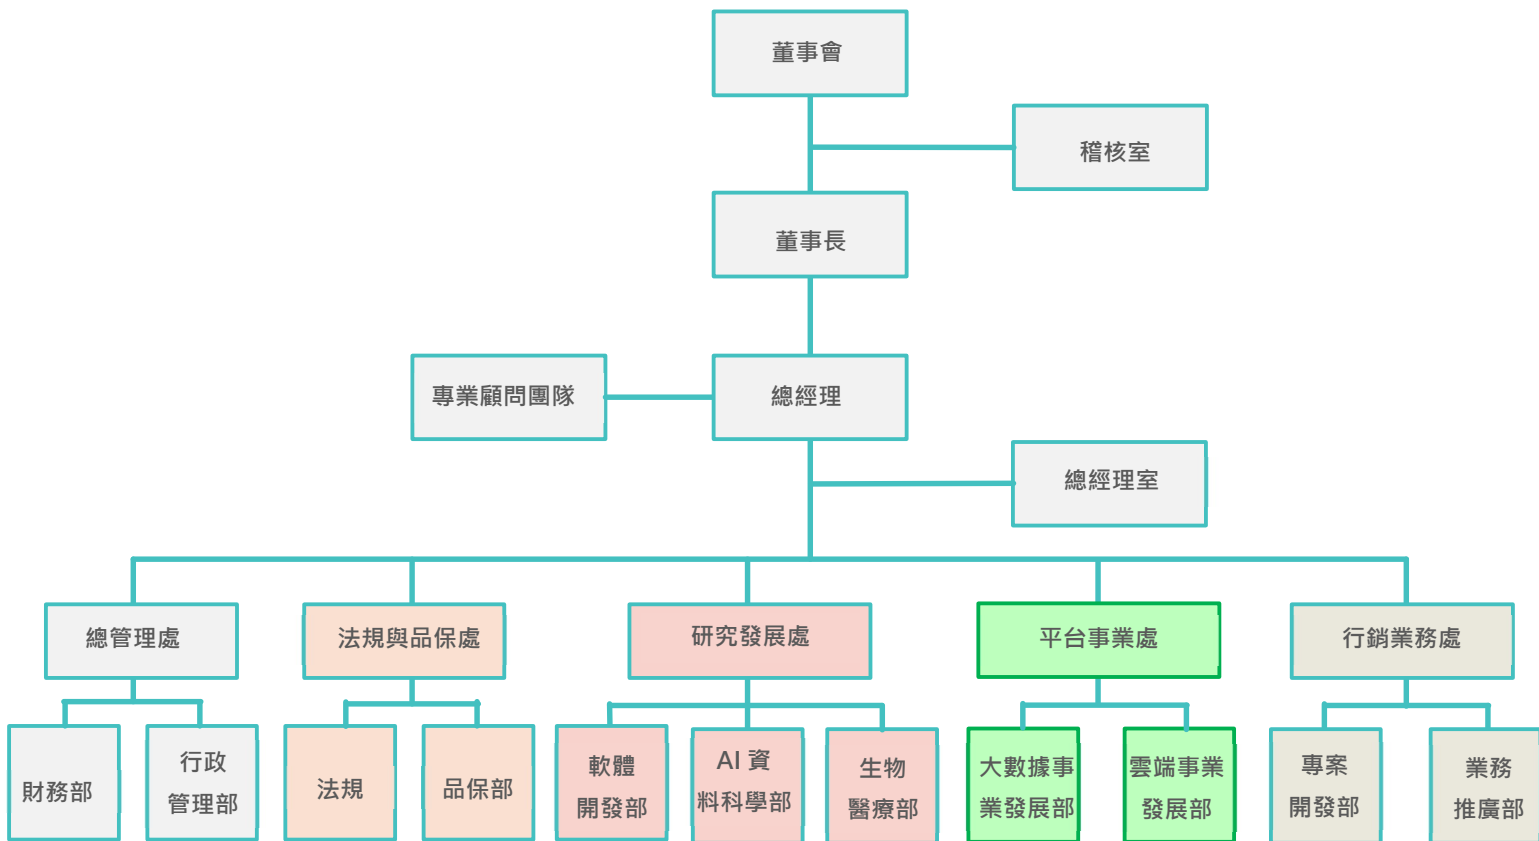 董事會
稽核室
董事長
專業顧問團隊
總經理
總經理室
總管理處
法規與品保處
研究發展處
平台事業處
行銷業務處
財務部
行政
管理部
法規
品保部
軟體
開發部
AI 資
料科學部
生物
醫療部
大數據事
業發展部
雲端事業
發展部
專案
開發部
業務
推廣部